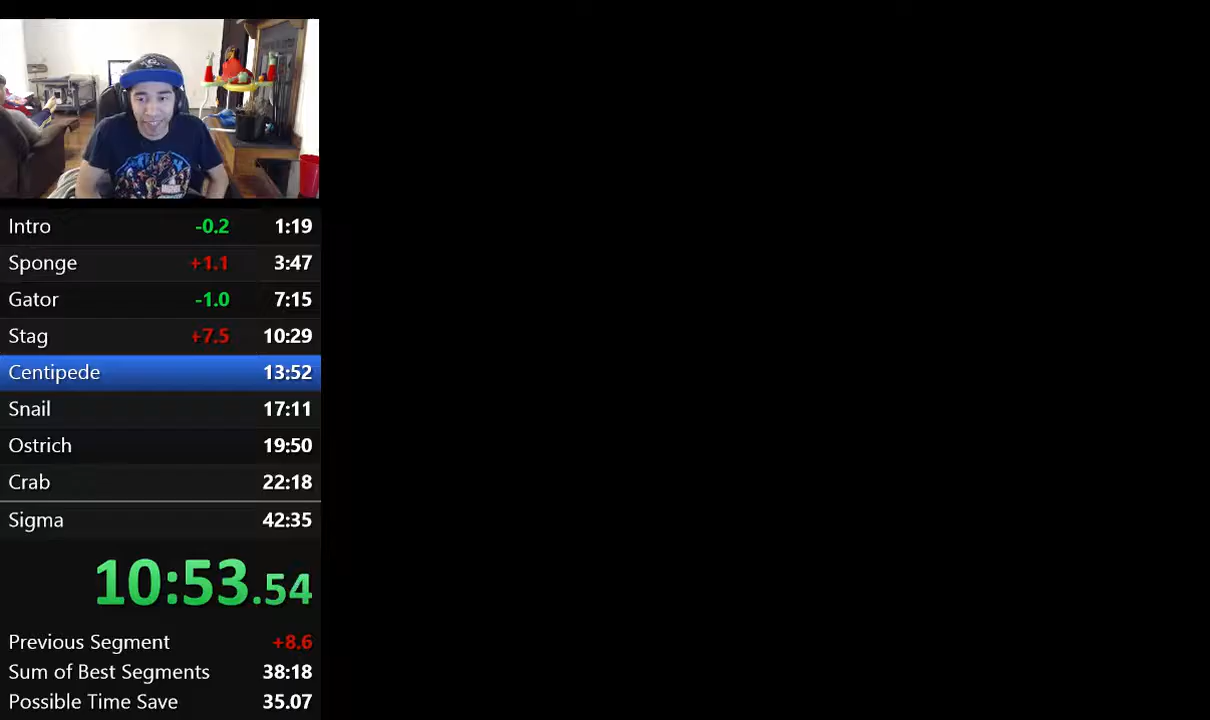 Intro -0.2 1:19
Sponge +1.1 3:47
Gator -1.0 7:15
Stag +7.5 10:29
Centipede 13:52
Snail 17:11
Ostrich 19:50
Crab 22:18
Sigma 42:35
10:53.54
Previous Segment +8.6
Sum of Best Segments 38:18
Possible Time Save 35.07